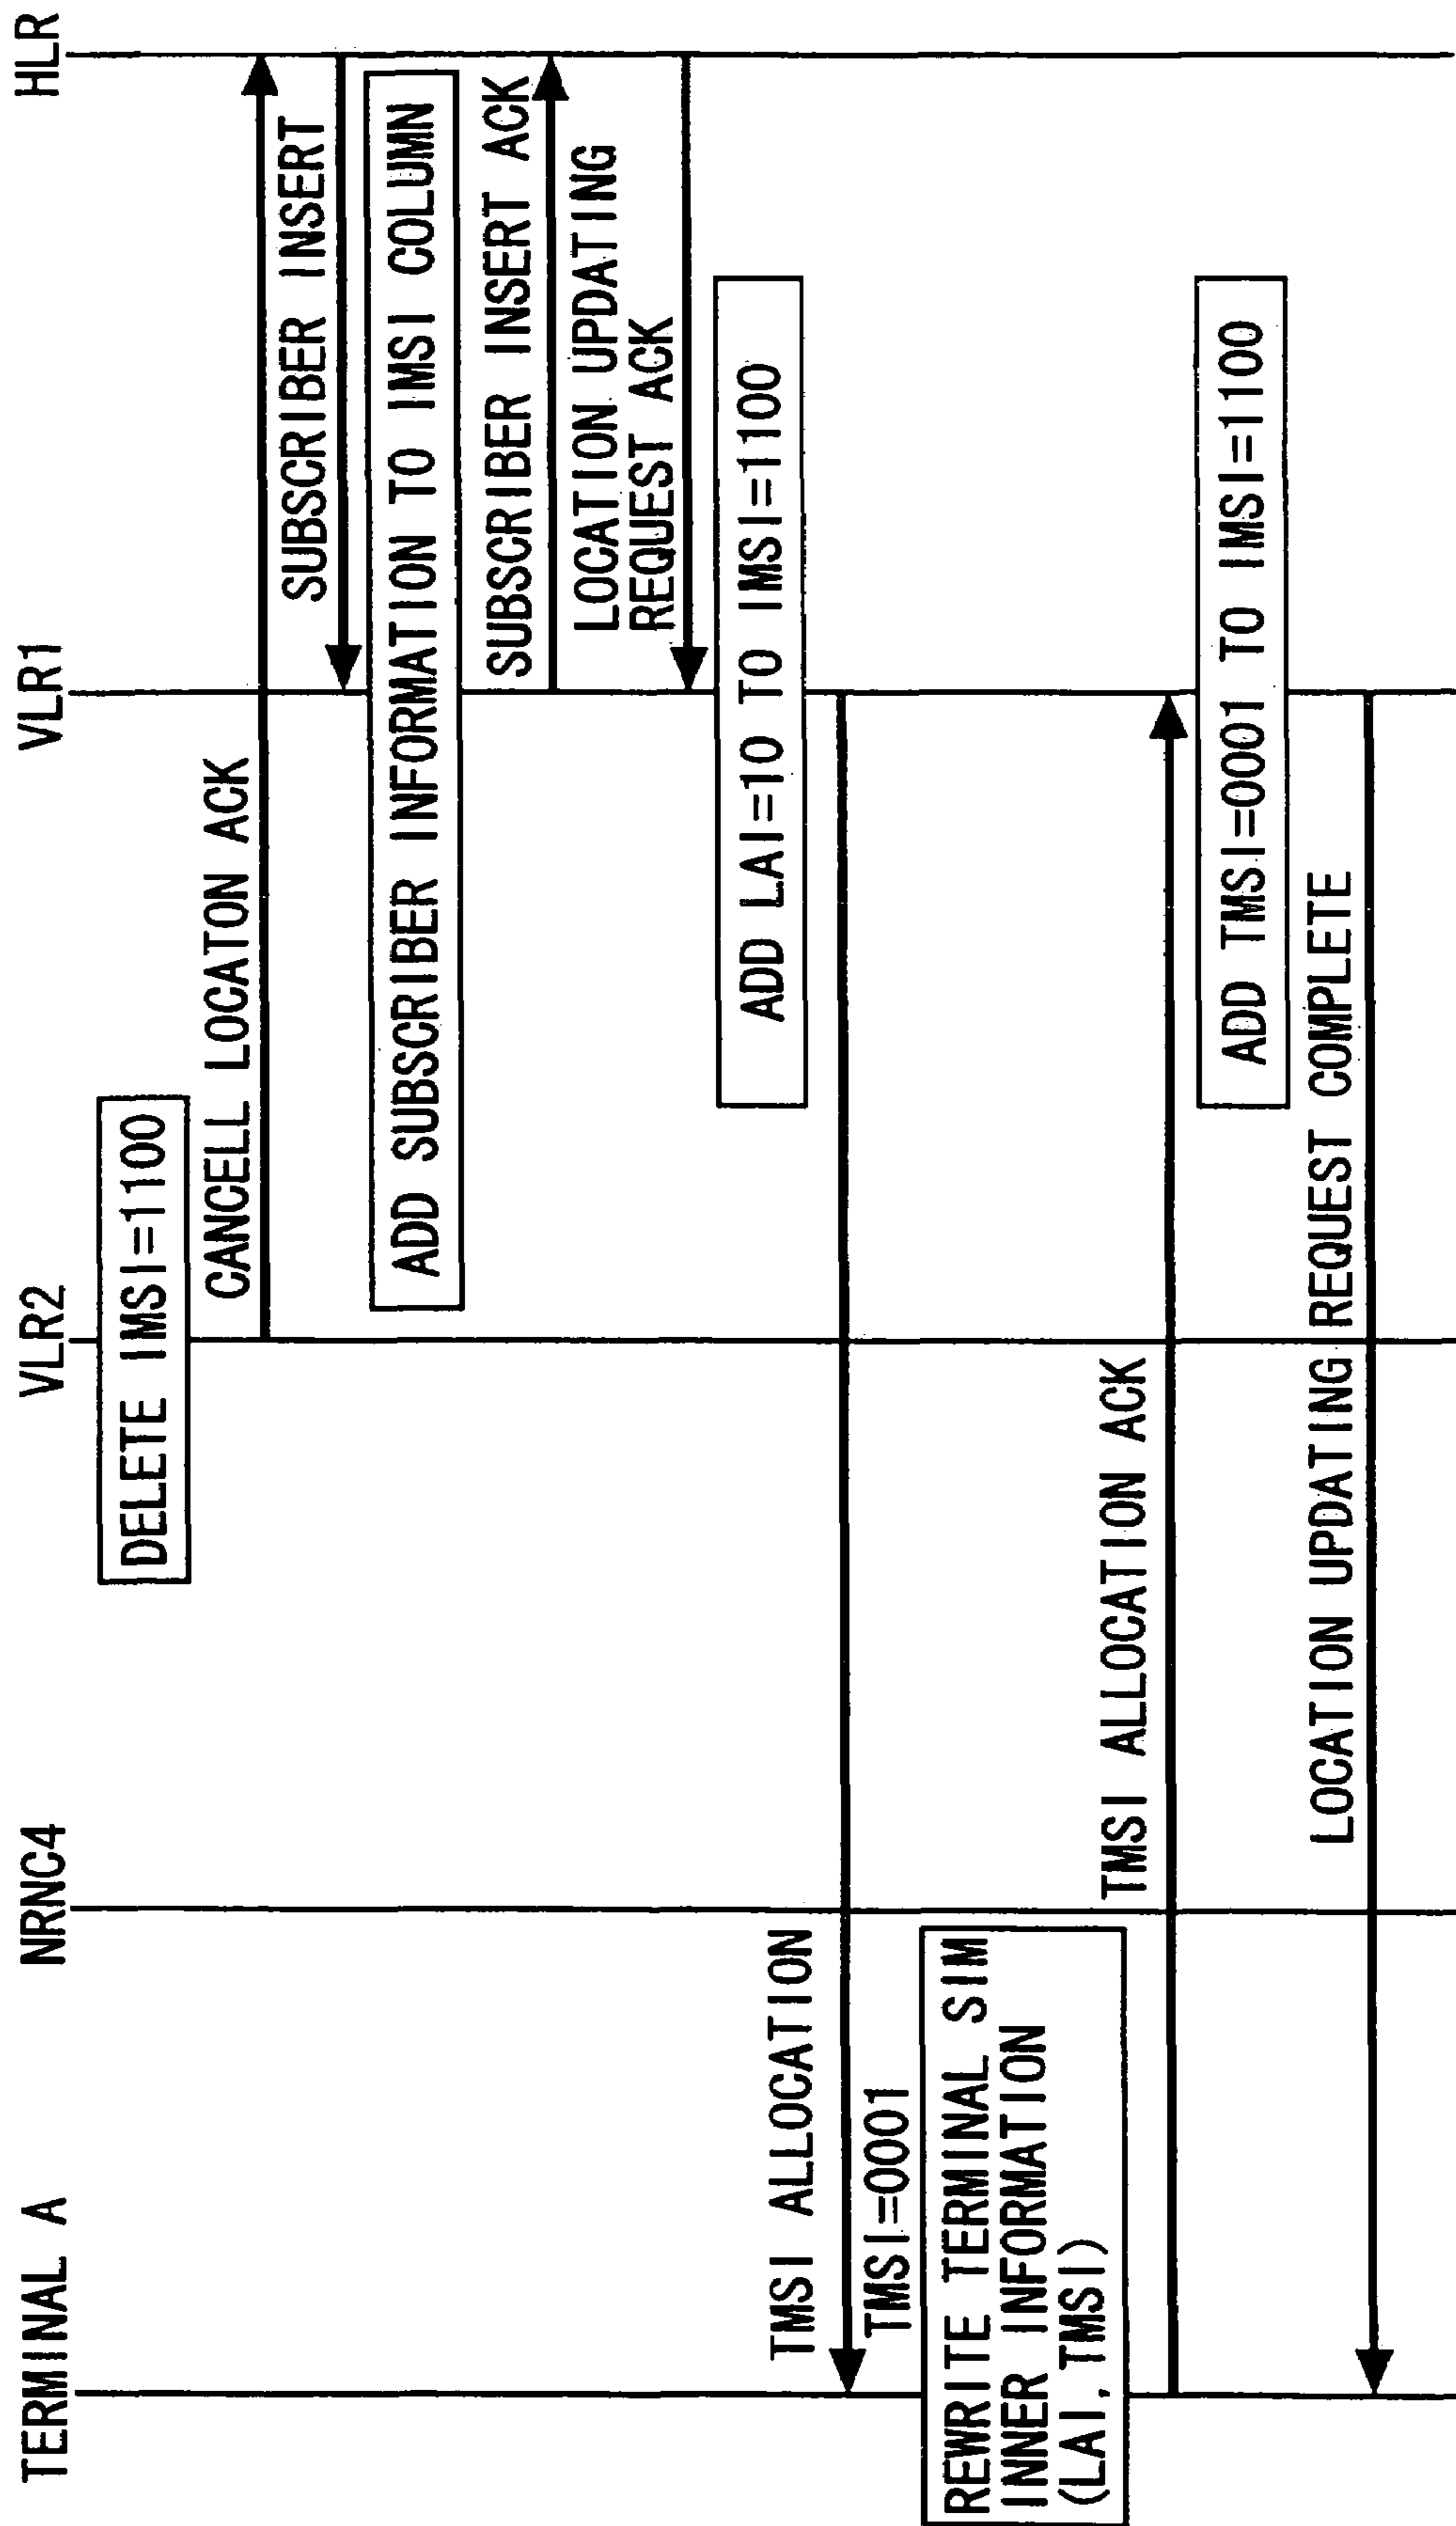 TERMINAL A
NRNC4
VLR2
VLR1
HLR
DELETE IMSI=1100
CANCELL LOCATON ACK
SUBSCRIBER INSERT
ADD SUBSCRIBER INFORMATION TO IMSI COLUMN
SUBSCRIBER INSERT ACK
LOCATION UPDATING
REQUEST ACK
ADD LAI=10 TO IMSI=1100
TMSI ALLOCATION
TMSI=0001
REWRITE TERMINAL SIM
INNER INFORMATION
(LAI,TMSI)
TMSI ALLOCATION ACK
ADD TMSI=0001 TO IMSI=1100
LOCATION UPDATING REQUEST COMPLETE